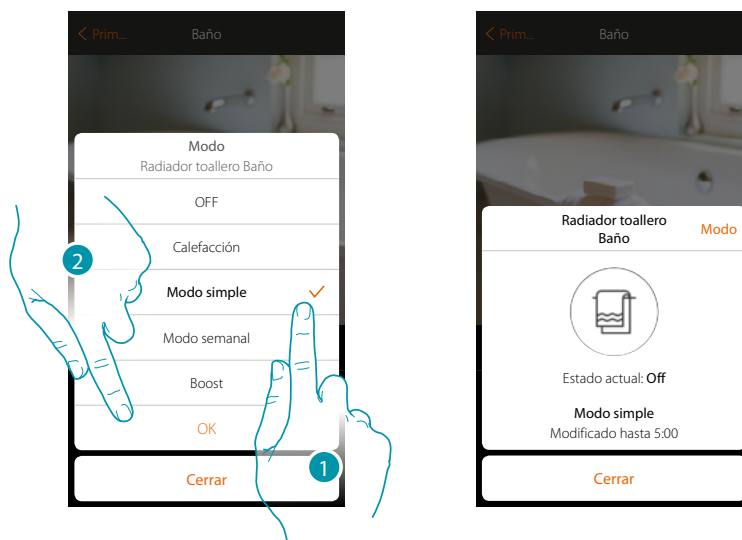 Prim...
Baño
Modo
Radiador toallero Baño
OFF
Calefacción
2
Modo simple
Modo semanal
Boost
OK
1
Cerrar
Prim...
Baño
Radiador toallero
Baño
Modo
Estado actual: Off
Modo simple
Modificado hasta 5:00
Cerrar